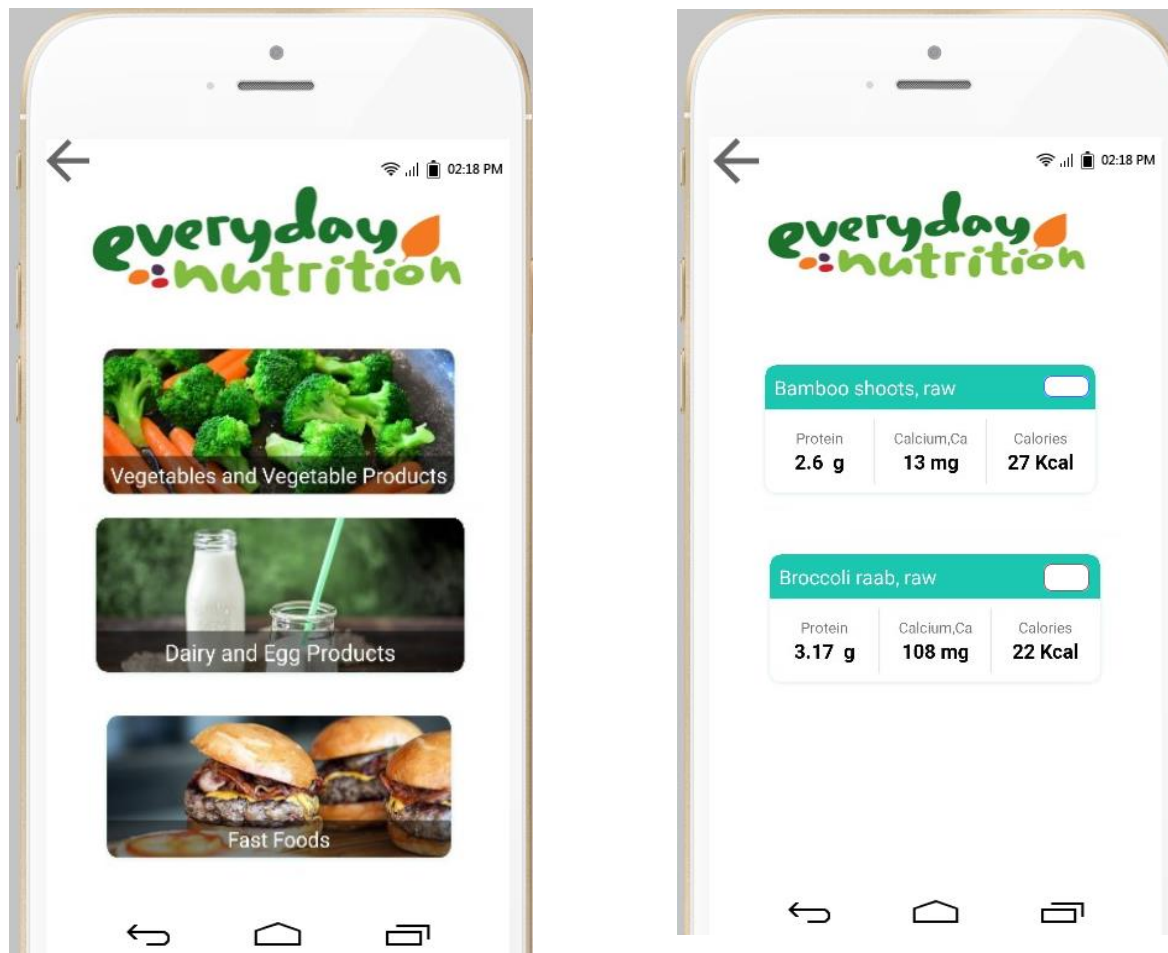 02:18 PM
everyday
nutrition
Vegetables and Vegetable Products
Dairy and Egg Products
Fast Foods
02:18 PM
everyday
nutrition
Bamboo shoots, raw
Protein Calcium,Ca Calories
2.6 g 13 mg 27 Kcal
Broccoli raab, raw
Protein Calcium,Ca Calories
3.17 g 108 mg 22 Kcal